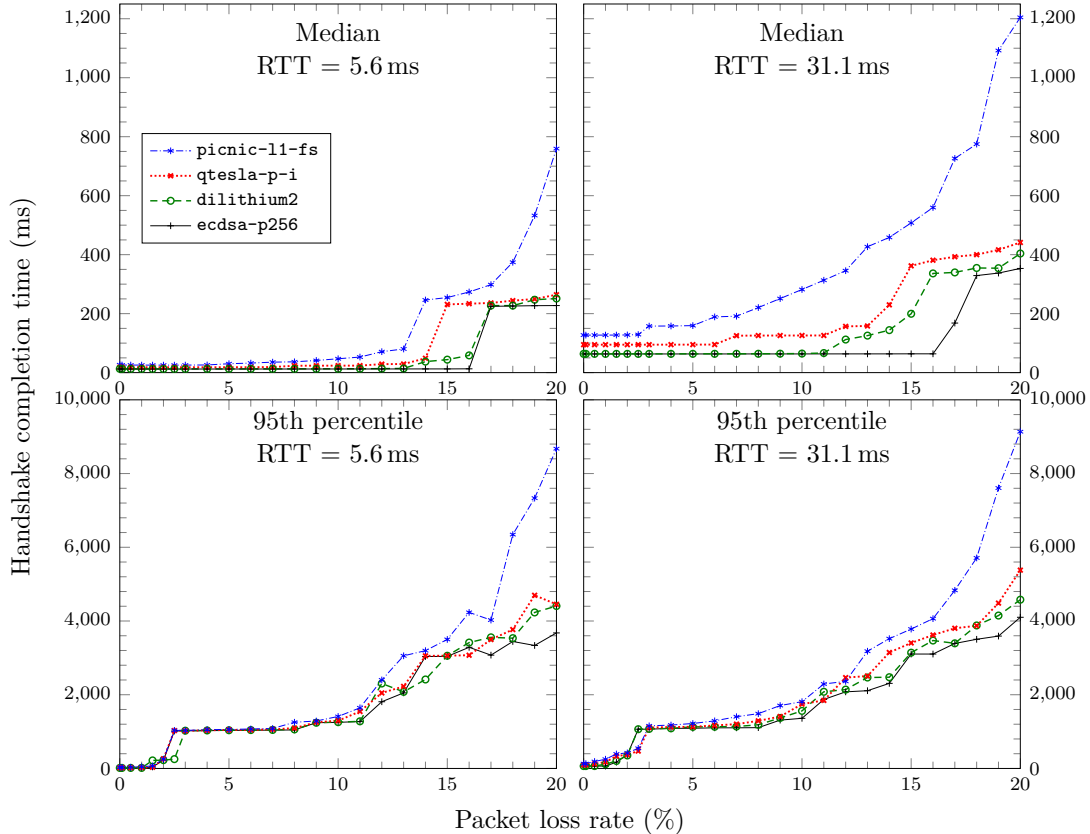 Median
RTT = 5.6 ms
Median
RTT = 31.1 ms
1,200
1,000
800
600
400
200
0
1,200
1,000
800
600
400
200
0
picnic-l1-fs
qtesla-p-i
dilithium2
ecdsa-p256
0 5 10 15 20
0 5 10 15 20
Handshake completion time (ms)
95th percentile
RTT = 5.6 ms
95th percentile
RTT = 31.1 ms
10,000
8,000
6,000
4,000
2,000
0
10,000
8,000
6,000
4,000
2,000
0
0 5 10 15 20
0 5 10 15 20
Packet loss rate (%)